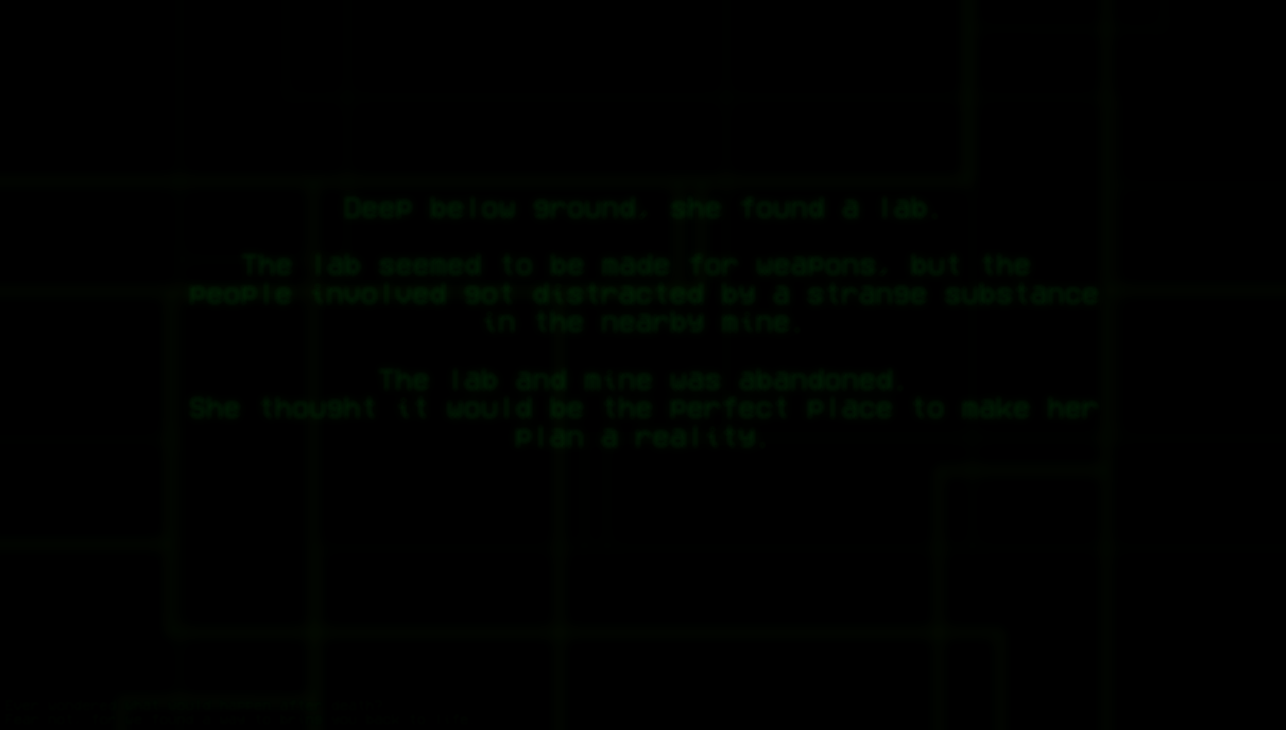 Deep below ground, she found a lab.
The lab seemed to be made for weapons, but the
people involved got distracted by a strange substance
in the nearby mine.
The lab and mine was abandoned.
She thought it would be the perfect place to make her
plan a reality.